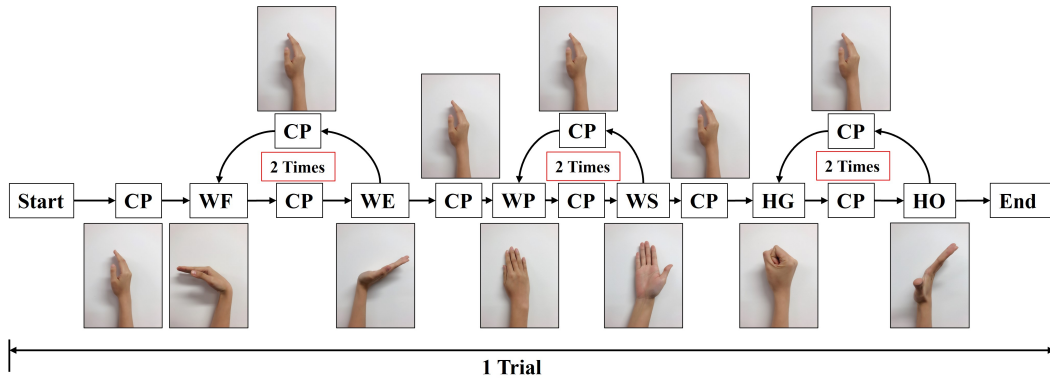 CP
CP
CP
2 Times
2 Times
2 Times
Start
CP
WF
CP
WE
CP
WP
CP
WS
CP
HG
CP
HO
End
1 Trial